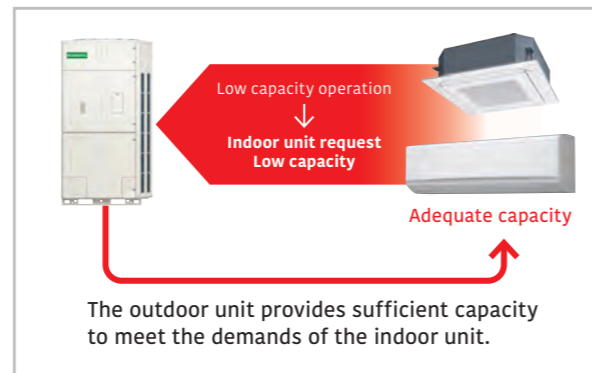 Low capacity operation
Indoor unit request
Low capacity
Adequate capacity
The outdoor unit provides sufficient capacity
to meet the demands of the indoor unit.